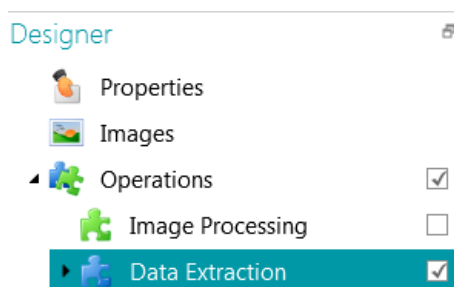 Designer
Properties
Images
Operations
Image Processing
Data Extraction